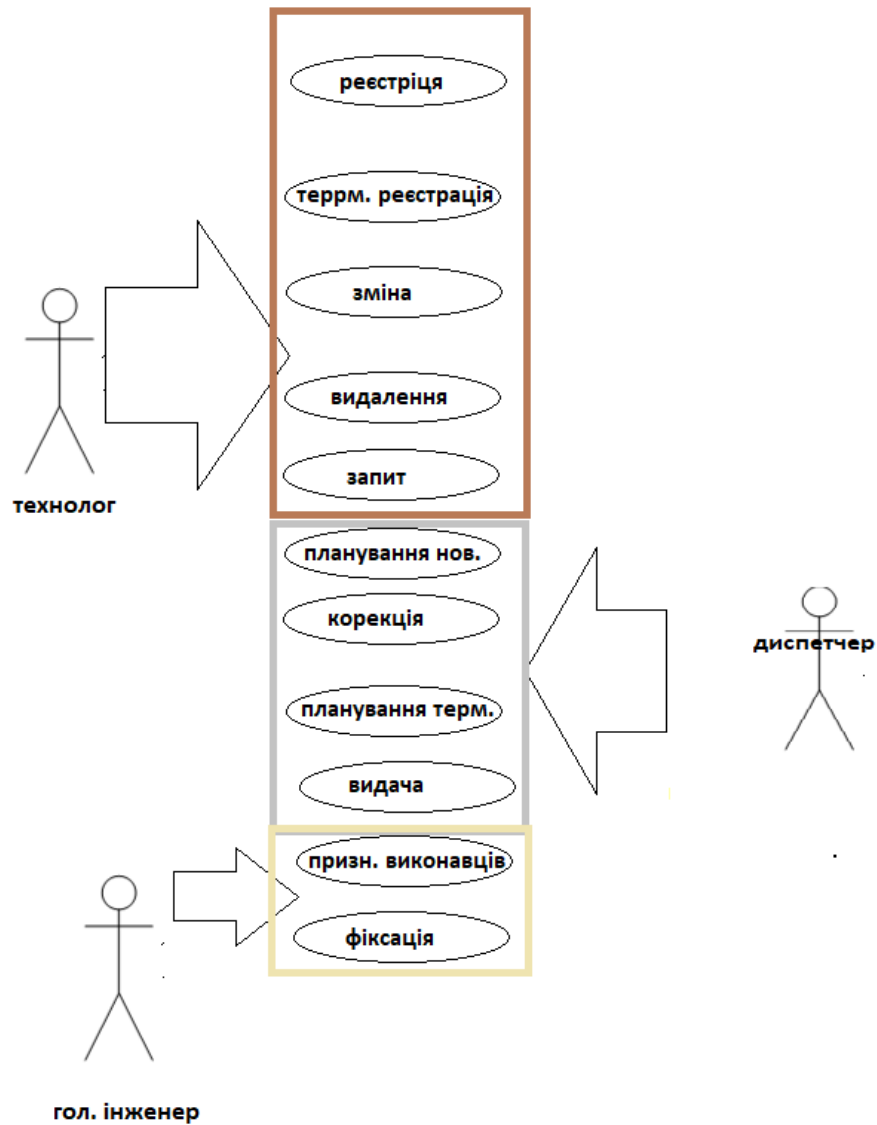 реєстріця
террм. реєстрація
зміна
видалення
запит
технолог
планування нов.
корекція
диспетчер
планування терм.
видача
призн. виконавців
фіксація
гол. інженер